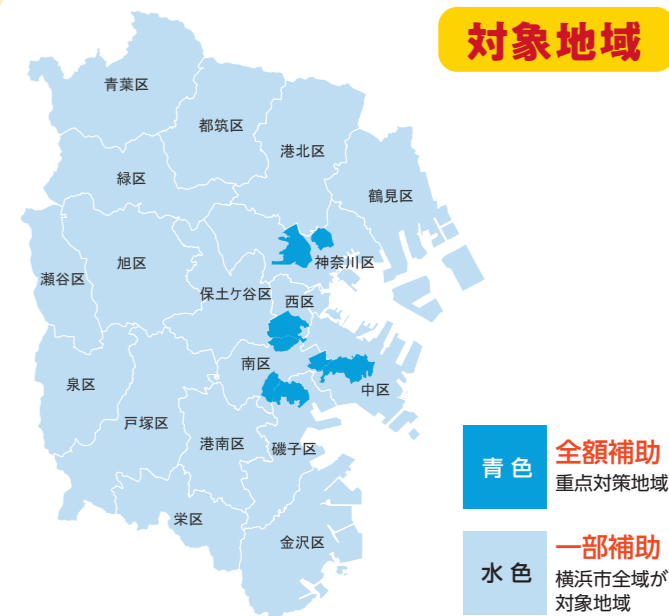 対象地域
青葉区
都筑区
港北区
緑区
鶴見区
旭区
神奈川区
瀬谷区
保土ケ谷区
西区
南区
泉区
中区
戸塚区
港南区
磯子区
栄区
金沢区
青色
全額補助
重点対策地域
水色
一部補助
横浜市全域が
対象地域